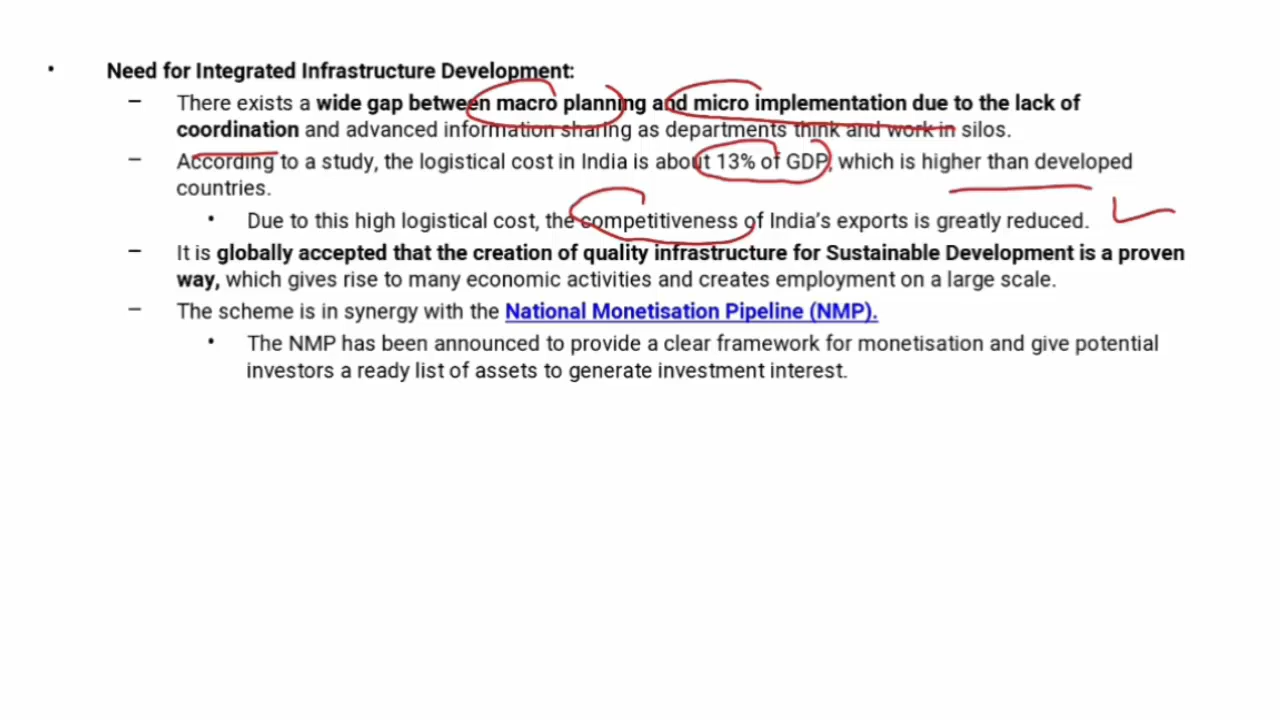 • Need for Integrated Infrastructure Development:
– There exists a wide gap between macro planning and micro implementation due to the lack of
coordination and advanced information sharing as departments think and work in silos.
– According to a study, the logistical cost in India is about 13% of GDP, which is higher than developed
countries.
• Due to this high logistical cost, the competitiveness of India's exports is greatly reduced.
– It is globally accepted that the creation of quality infrastructure for Sustainable Development is a proven
way, which gives rise to many economic activities and creates employment on a large scale.
– The scheme is in synergy with the National Monetisation Pipeline (NMP).
• The NMP has been announced to provide a clear framework for monetisation and give potential
investors a ready list of assets to generate investment interest.